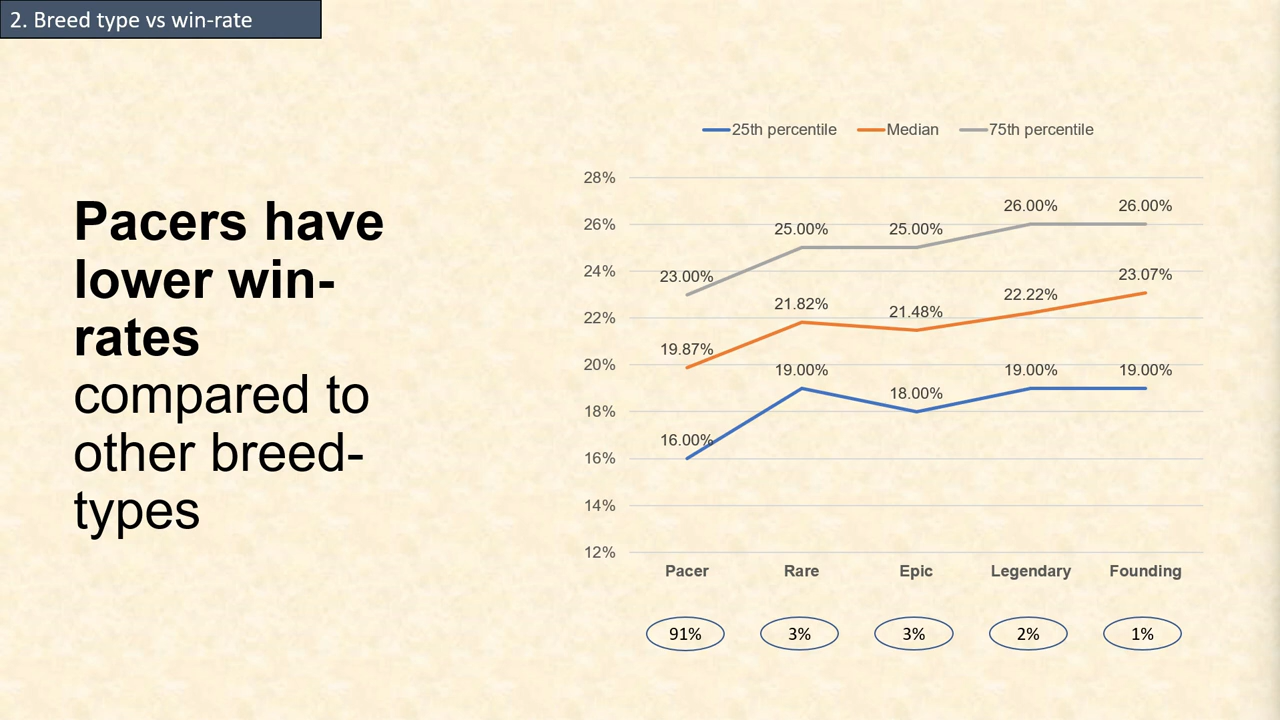 2. Breed type vs win-rate
Pacers have
lower win-
rates
compared to
other breed-
types
25th percentile Median 75th percentile
28%
26%
24%
22%
20%
18%
16%
14%
12%
23.00% 25.00% 25.00% 26.00% 26.00%
19.87% 21.82% 21.48% 22.22% 23.07%
16.00% 19.00% 18.00% 19.00% 19.00%
Pacer Rare Epic Legendary Founding
91% 3% 3% 2% 1%